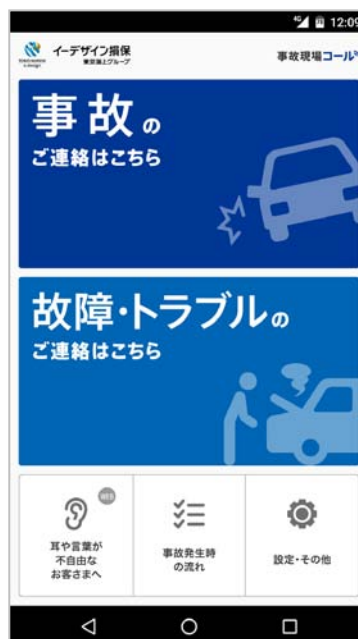 12:09
イーデザイン損保
東京海上グループ
事故現場コール
事故の
ご連絡はこちら
故障・トラブルの
ご連絡はこちら
WEB
耳や言葉が
不自由な
お客さまへ
事故発生時
の流れ
設定・その他